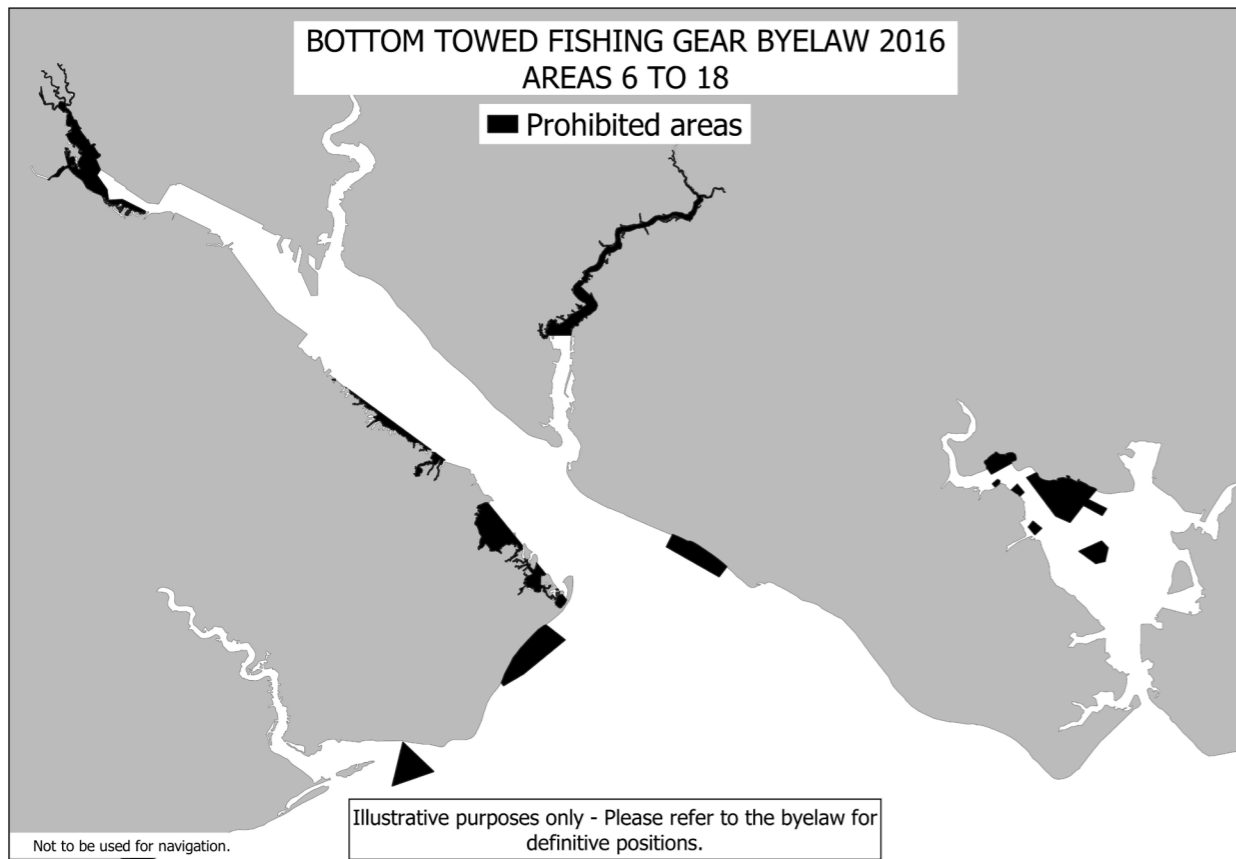 BOTTOM TOWED FISHING GEAR BYELAW 2016
AREAS 6 TO 18
Prohibited areas
Illustrative purposes only - Please refer to the byelaw for
definitive positions.
Not to be used for navigation.